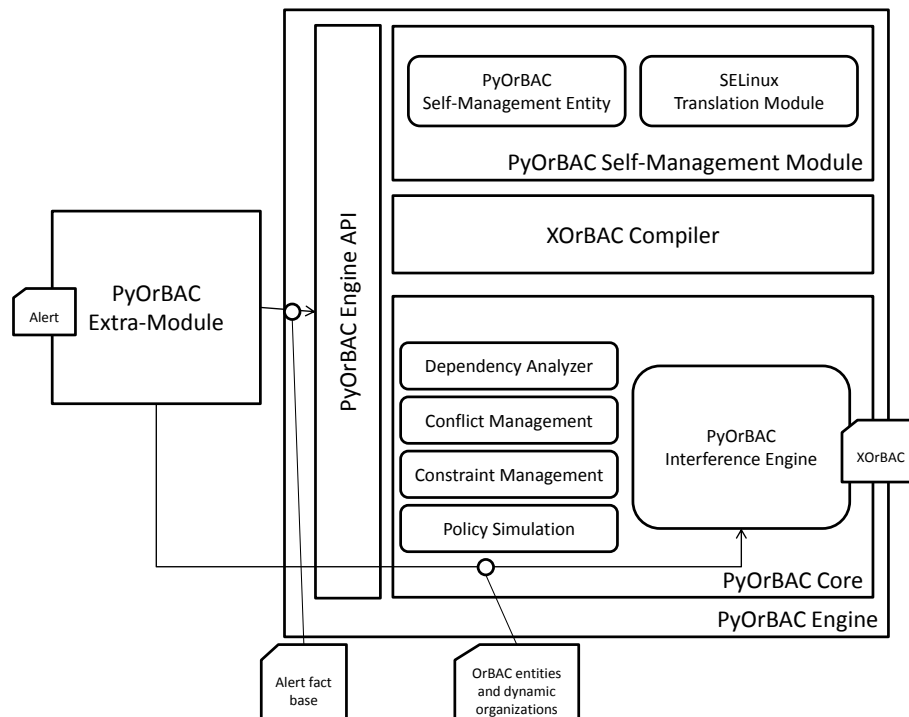 PyOrBAC
Self-Management Entity
SELinux
Translation Module
PyOrBAC Self-Management Module
PyOrBAC Engine API
XOrBAC Compiler
PyOrBAC
Extra-Module
Alert
Dependency Analyzer
Conflict Management
Constraint Management
Policy Simulation
PyOrBAC
Interference Engine
XOrBAC
PyOrBAC Core
PyOrBAC Engine
Alert fact
base
OrBAC entities
and dynamic
organizations